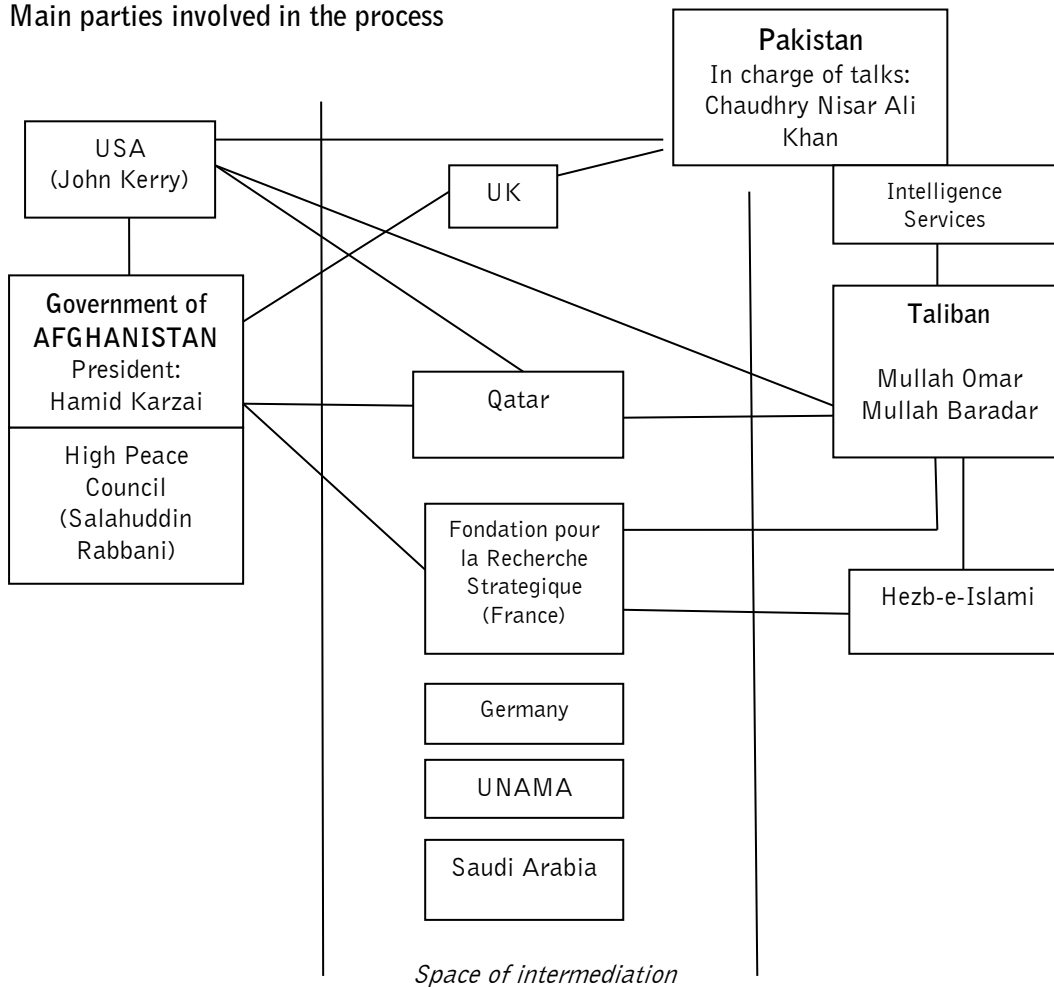 Main parties involved in the process
Pakistan
In charge of talks:
Chaudhry Nisar Ali
Khan
USA
(John Kerry)
UK
Intelligence
Services
Government of
AFGHANISTAN
President:
Hamid Karzai
Taliban
Mullah Omar
Mullah Baradar
Qatar
High Peace
Council
(Salahuddin
Rabbani)
Fondation pour
la Recherche
Strategique
(France)
Hezb-e-Islami
Germany
UNAMA
Saudi Arabia
Space of intermediation